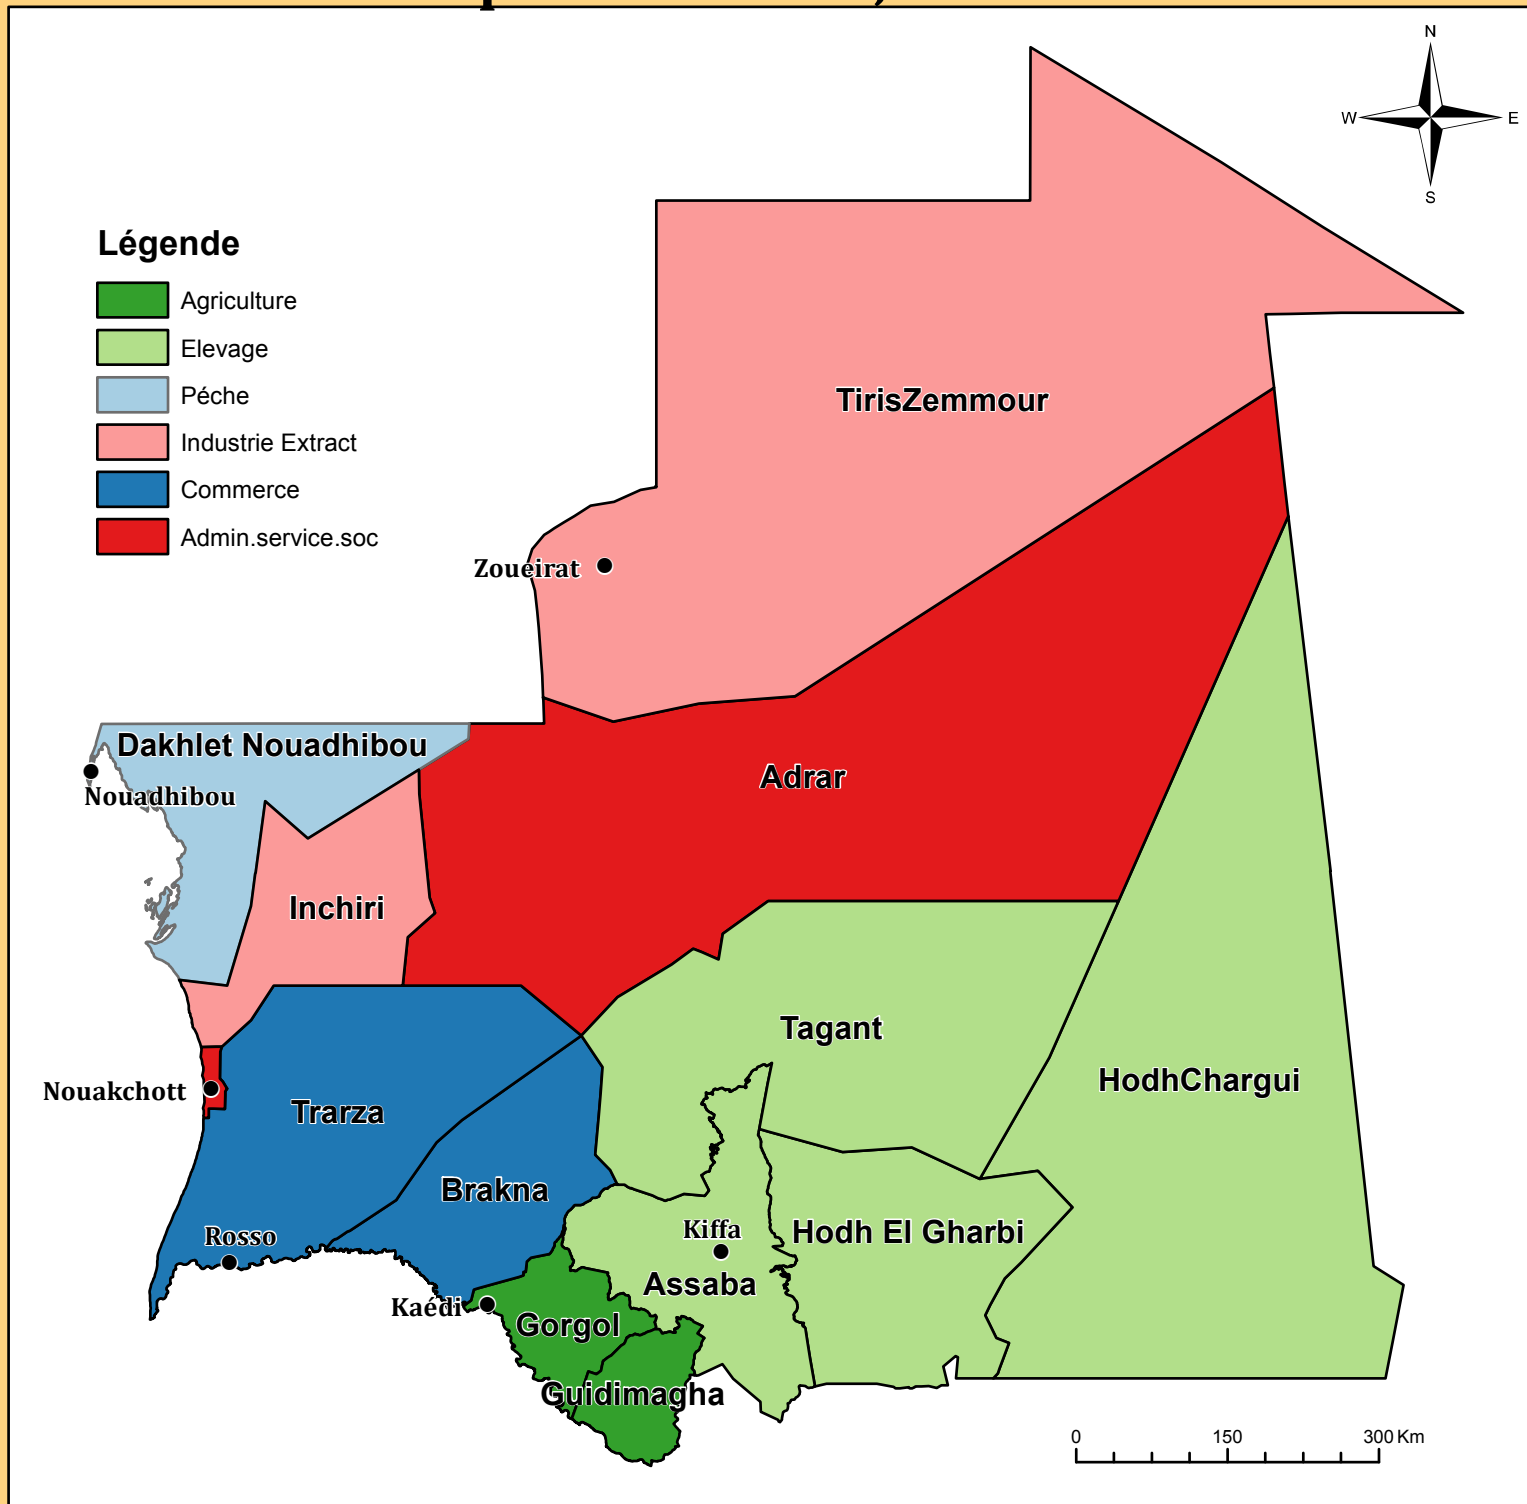 N
W
E
S
Légende
Agriculture
Elevage
Péche
Industrie Extract
Commerce
Admin.service.soc
TirisZemmour
Zoueirat
Dakhlet Nouadhibou
Nouadhibou
Adrar
Inchiri
Tagant
HodhChargui
Nouakchott
Trarza
Brakna
Rosso
Kiffa
Hodh El Gharbi
Assaba
Kaédi
Gorgol
Guidimagha
0 150 300 Km